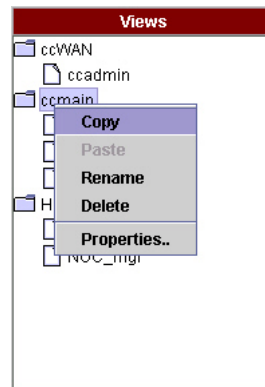 Views
ccWAN
ccadmin
ccmain
Copy
Paste
Rename
Delete
H
Properties..
NOC_mgr